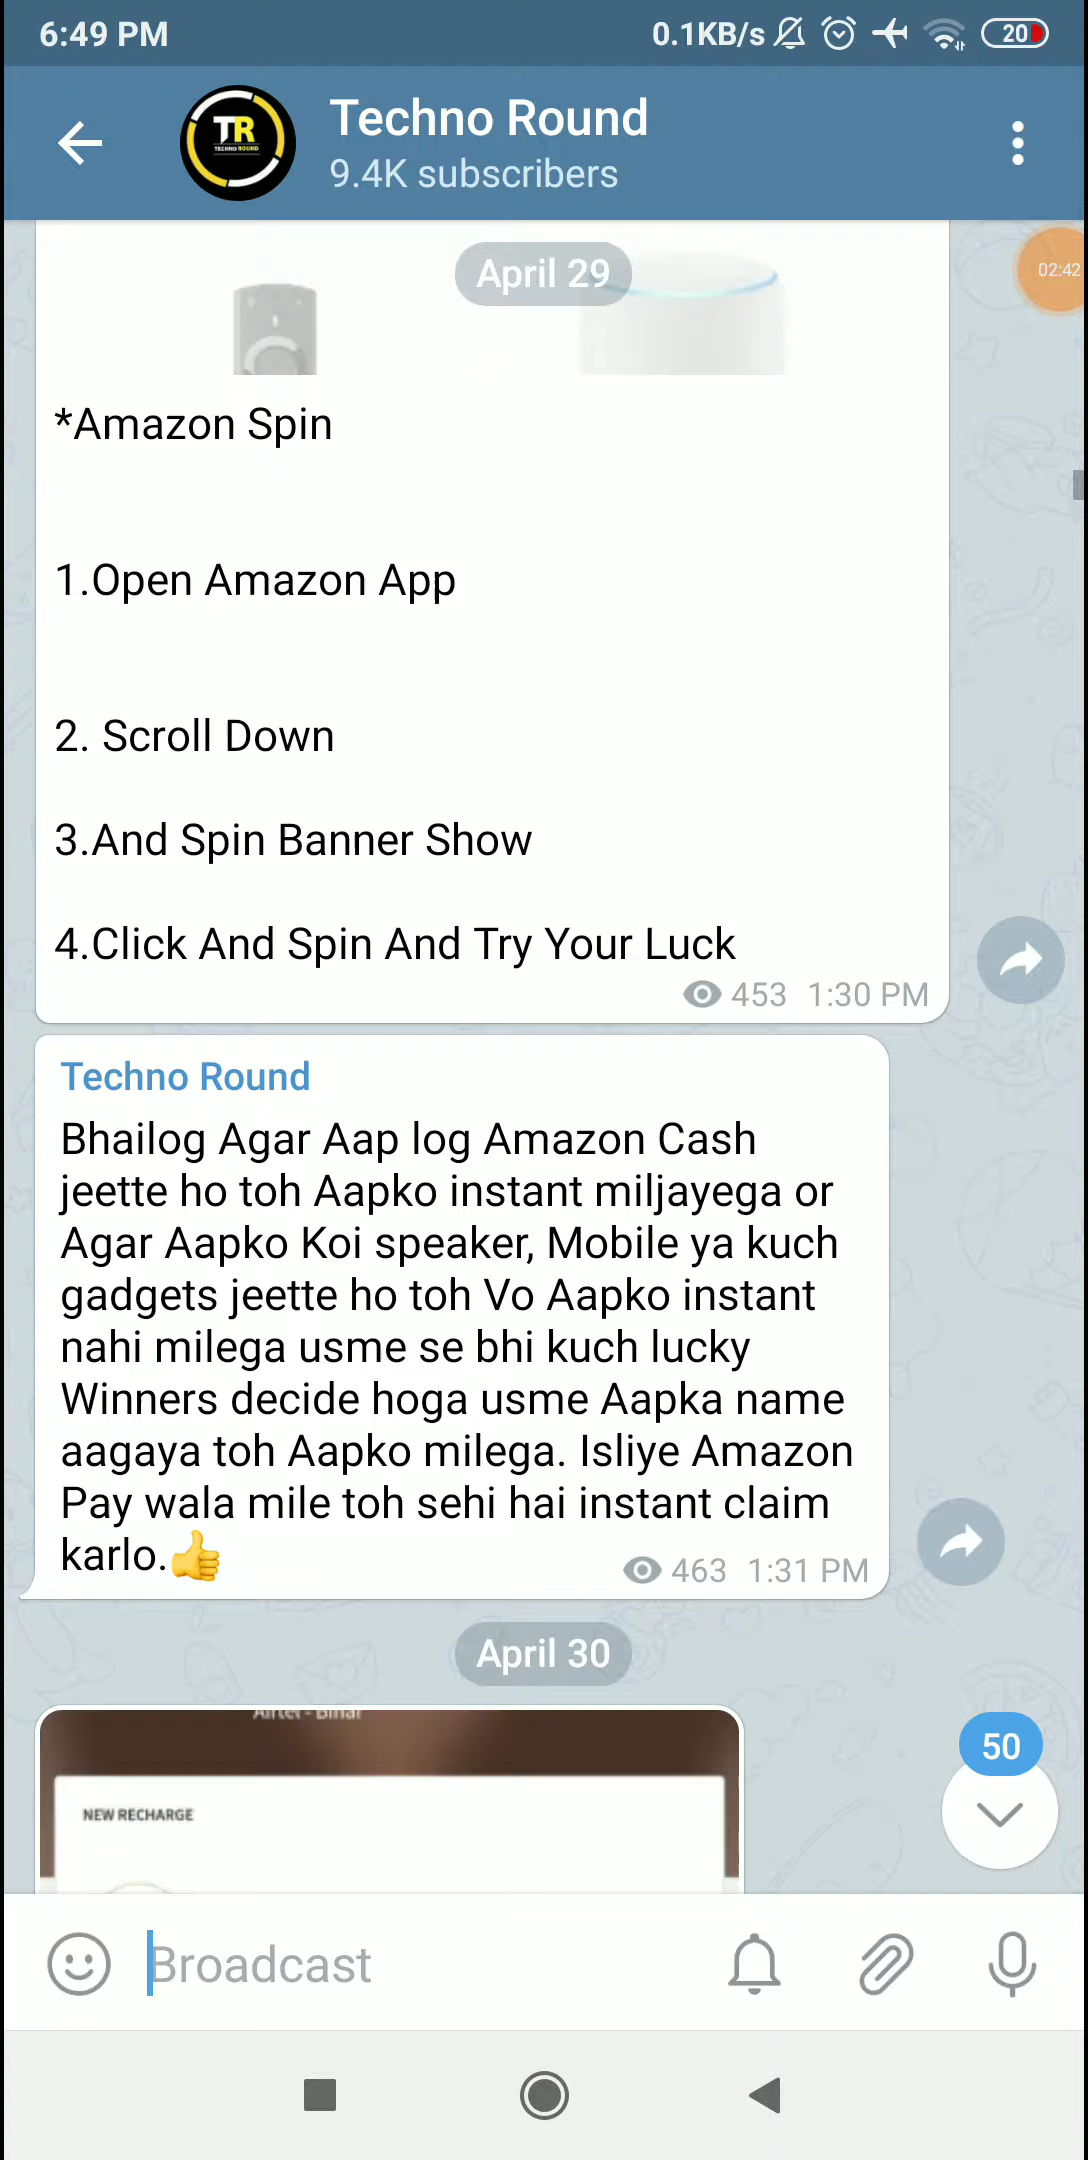 6:49 PM
0.1KB/s
20
TR
TECHNO ROUND
Techno Round
9.4K subscribers
April 29
02:42
*Amazon Spin
1.Open Amazon App
2. Scroll Down
3.And Spin Banner Show
4.Click And Spin And Try Your Luck
453 1:30 PM
Techno Round
Bhailog Agar Aap log Amazon Cash
jeette ho toh Aapko instant miljayega or
Agar Aapko Koi speaker, Mobile ya kuch
gadgets jeette ho toh Vo Aapko instant
nahi milega usme se bhi kuch lucky
Winners decide hoga usme Aapka name
aagaya toh Aapko milega. Isliye Amazon
Pay wala mile toh sehi hai instant claim
karlo.👍
463 1:31 PM
April 30
Airtel - Bihar
50
NEW RECHARGE
Broadcast